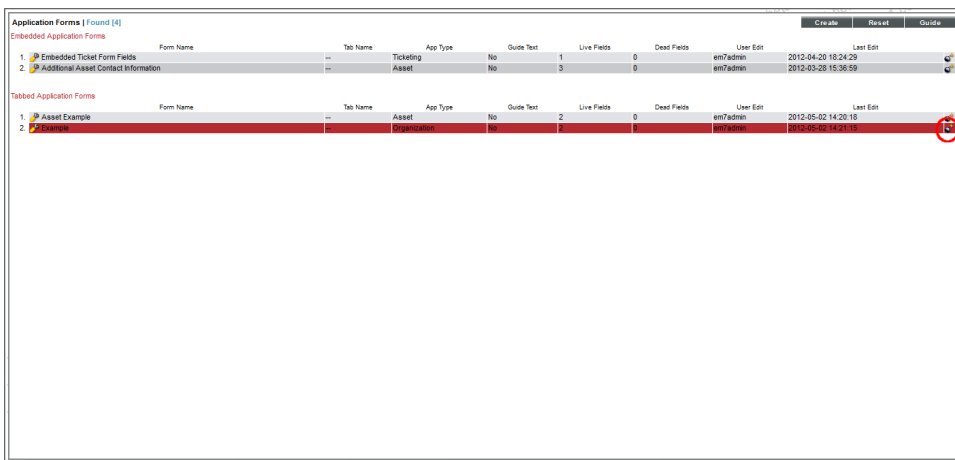 Application Forms | Found [4] Create Reset Guide
Embedded Application Forms
Form Name Tab Name App Type Guide Text Live Fields Dead Fields User Edit Last Edit
1. Embedded Ticket Form Fields -- Ticketing No 1 0 em7admin 2012-04-20 18:24:29
2. Additional Asset Contact Information -- Asset No 3 0 em7admin 2012-03-28 15:36:59
Tabbed Application Forms
Form Name Tab Name App Type Guide Text Live Fields Dead Fields User Edit Last Edit
1. Asset Example -- Asset No 2 0 em7admin 2012-05-02 14:20:18
2. Example -- Organization No 2 0 em7admin 2012-05-02 14:21:15